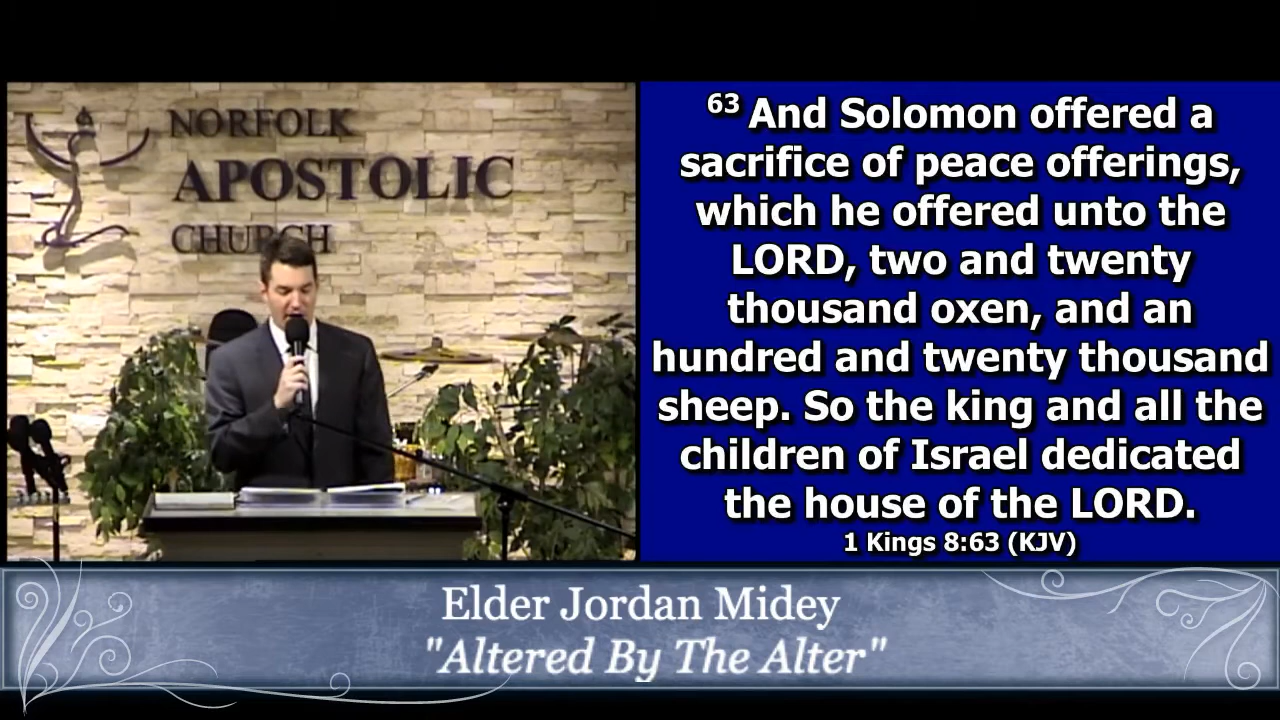 NORFOLK
APOSTOLIC
CHURCH
63 And Solomon offered a
sacrifice of peace offerings,
which he offered unto the
LORD, two and twenty
thousand oxen, and an
hundred and twenty thousand
sheep. So the king and all the
children of Israel dedicated
the house of the LORD.
1 Kings 8:63 (KJV)
Elder Jordan Midey
"Altered By The Alter"